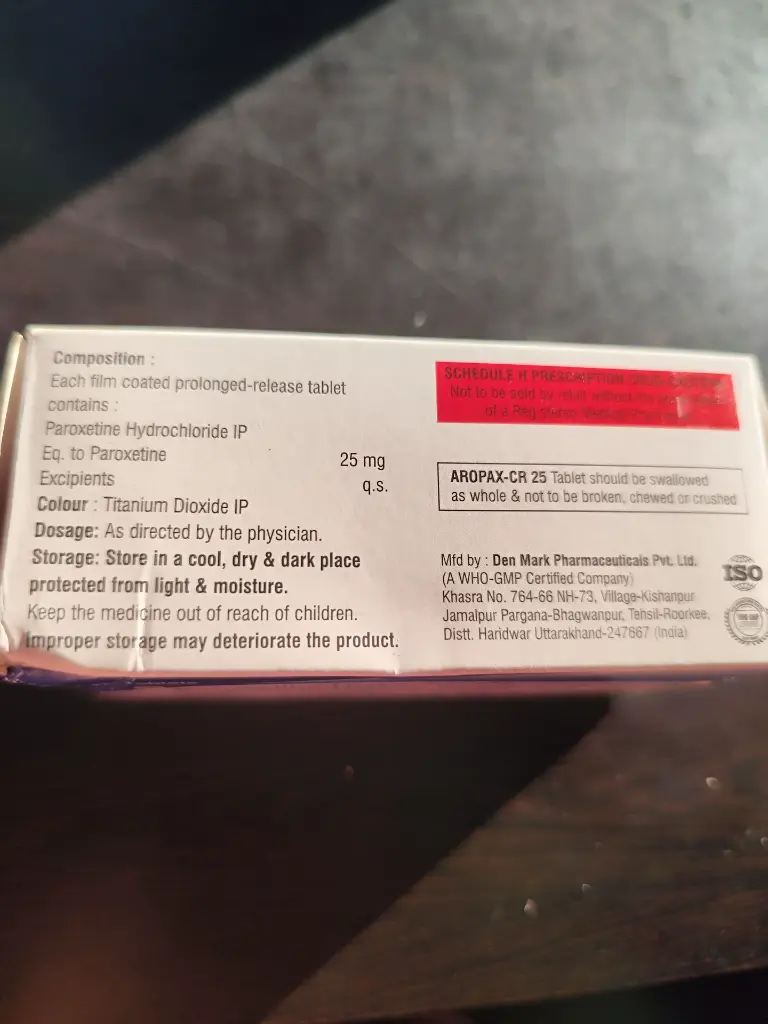 Composition :
Each film coated prolonged-release tablet
contains :
Paroxetine Hydrochloride IP
Eq. to Paroxetine 25 mg
Excipients q.s.
Colour : Titanium Dioxide IP
Dosage: As directed by the physician.
Storage: Store in a cool, dry & dark place
protected from light & moisture.
Keep the medicine out of reach of children.
Improper storage may deteriorate the product.
SCHEDULE H PRESCRIPTION
Not to be sold by retail without the
of a Reg
AROPAX-CR 25 Tablet should be swallowed
as whole & not to be broken, chewed or crushed
Mfd by : Den Mark Pharmaceuticals Pvt. Ltd.
(A WHO-GMP Certified Company)
Khasra No. 764-66 NH-73, Village-Kishanpur
Jamalpur Pargana-Bhagwanpur, Tehsil-Roorkee,
Distt. Haridwar Uttarakhand-247667 (India)
ISO